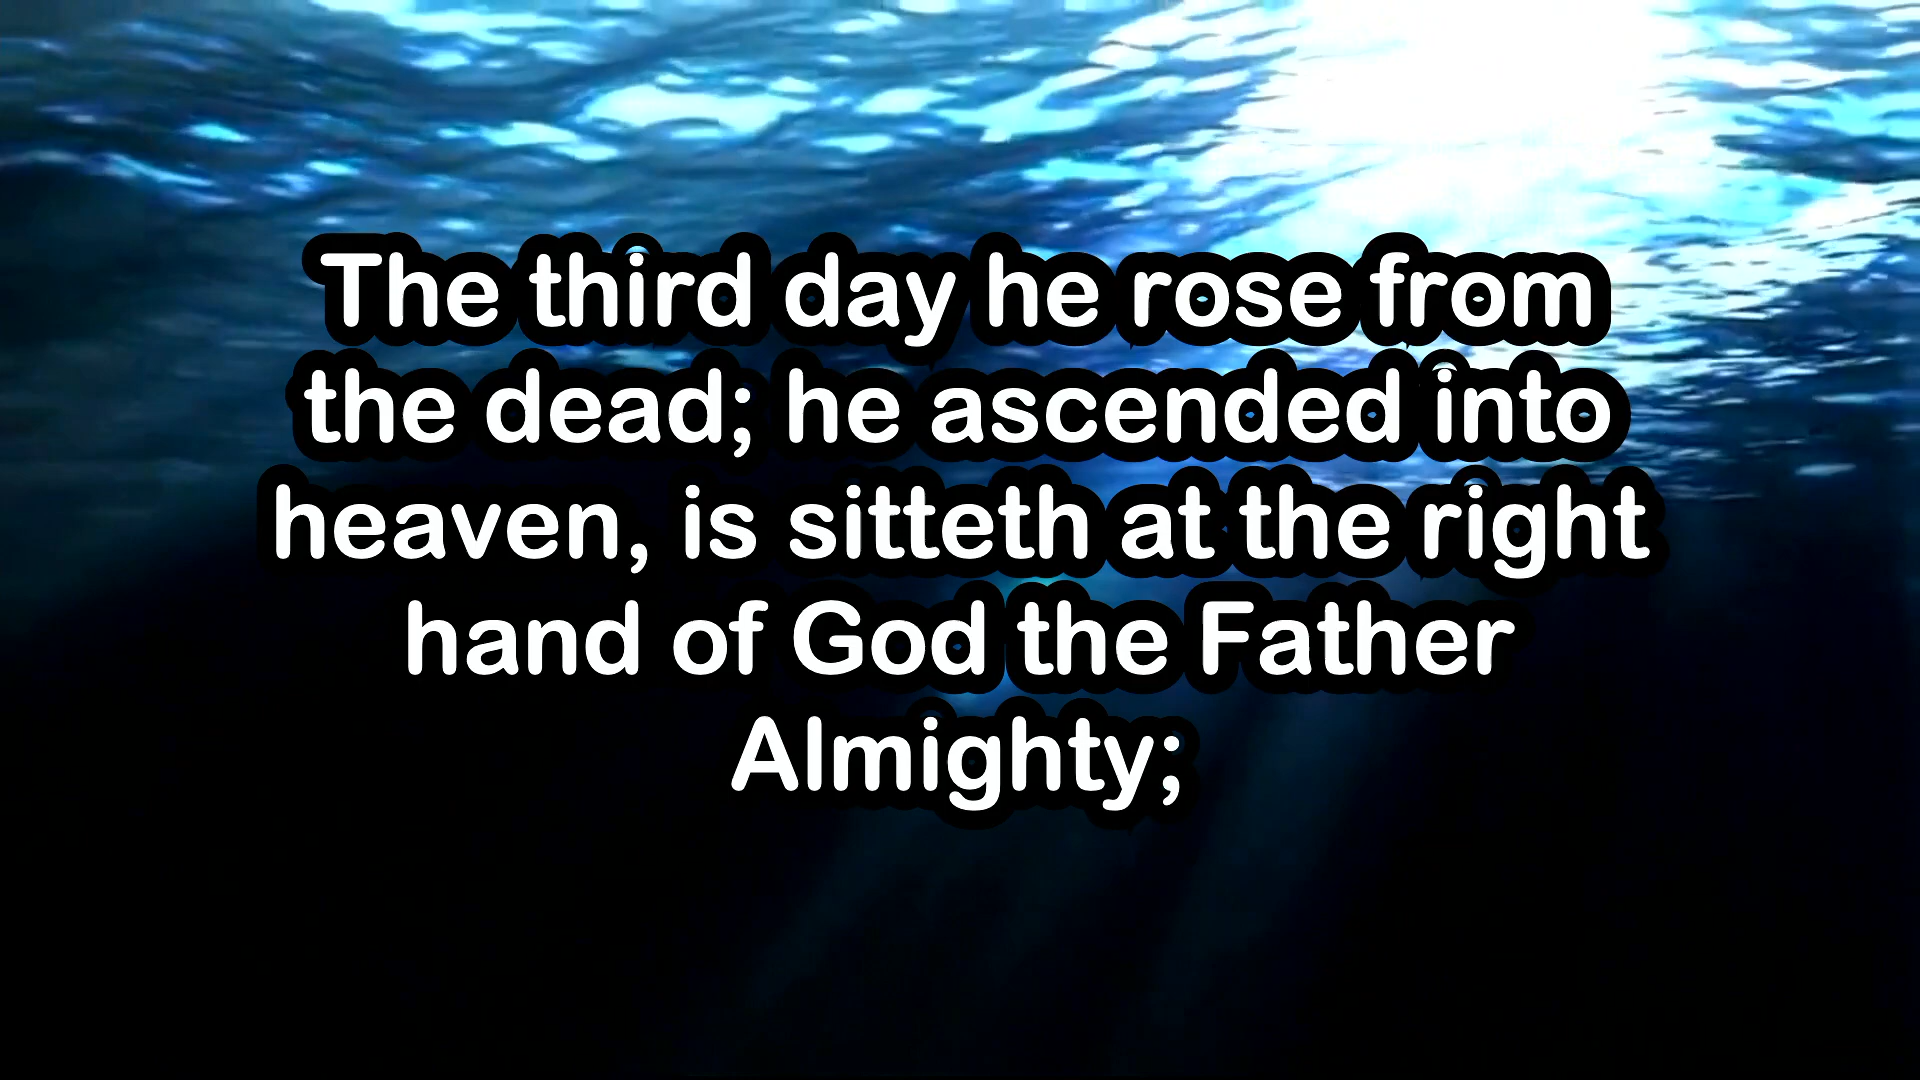 The third day he rose from
the dead; he ascended into
heaven, is sitteth at the right
hand of God the Father
Almighty;